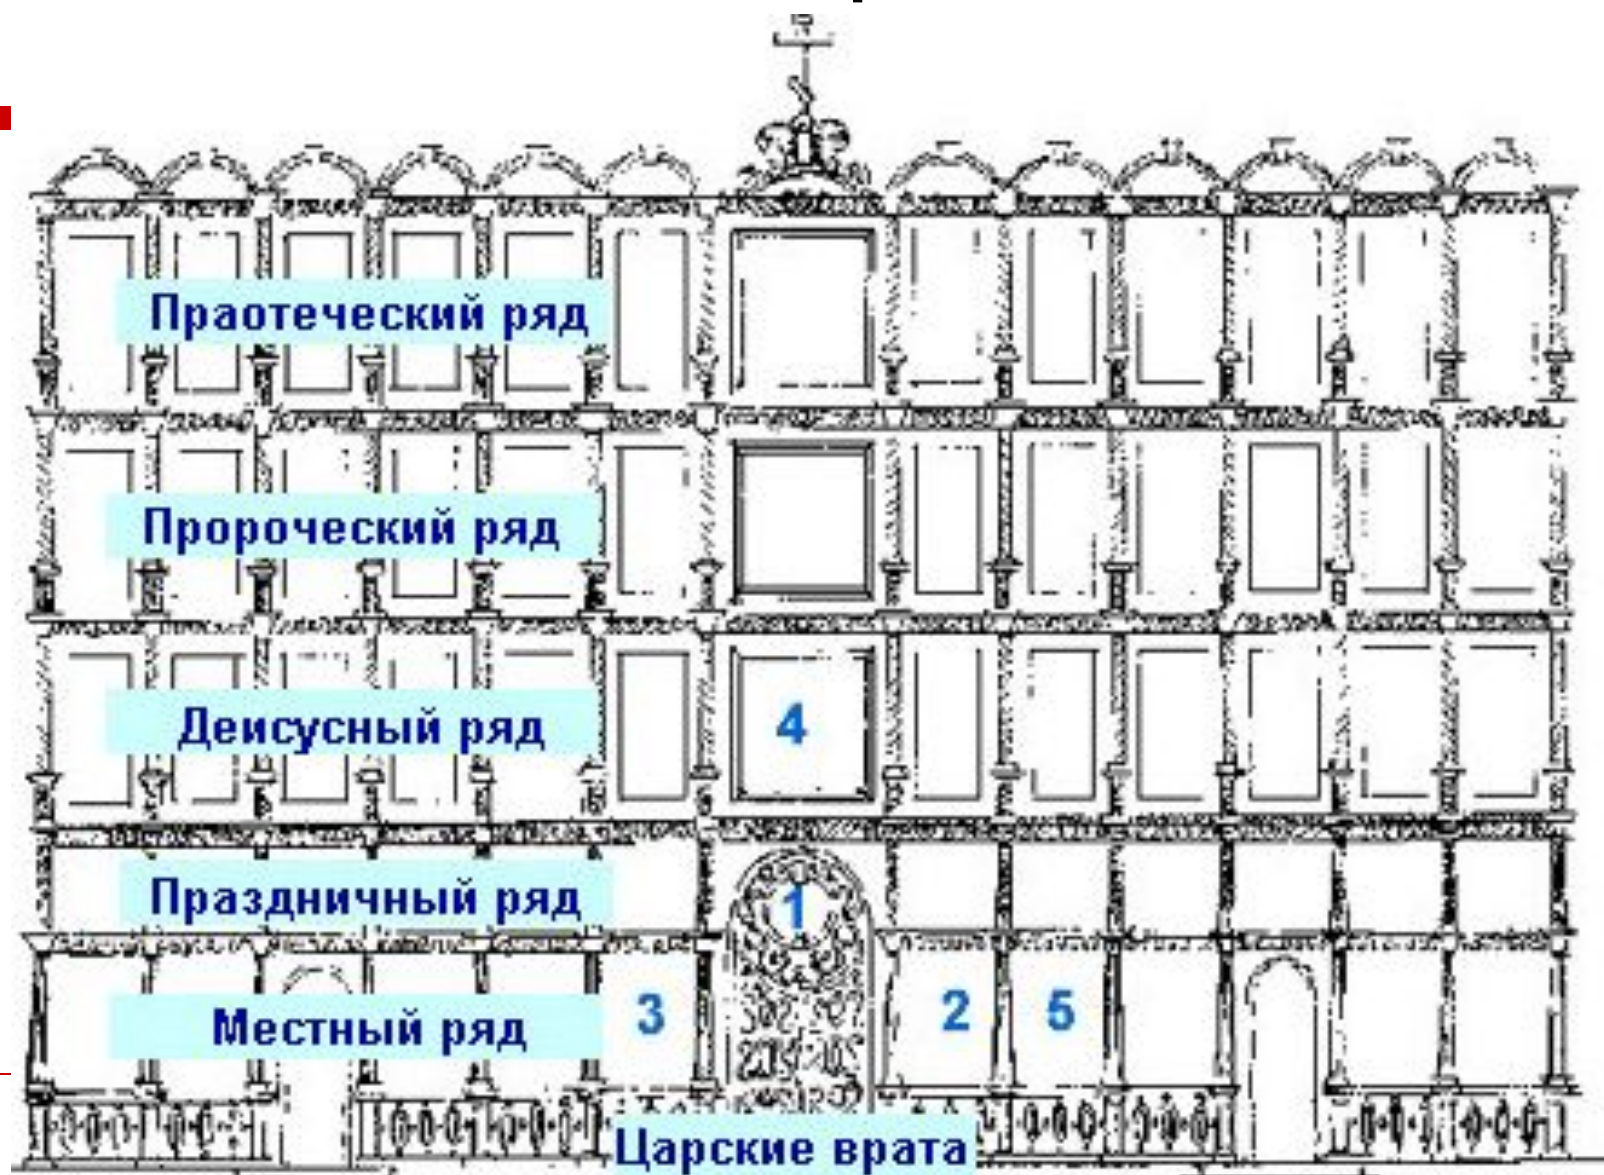 Праотеческий ряд
Пророческий ряд
Деисусный ряд
4
Праздничный ряд
1
Местный ряд
3
2
5
Царские врата